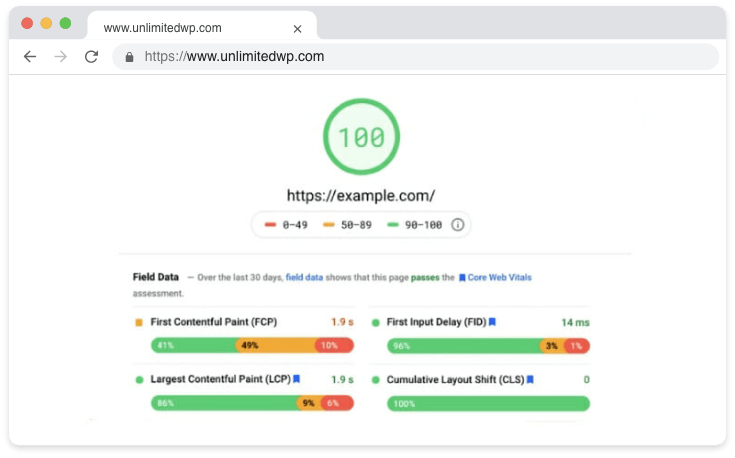 www.unlimitedwp.com
https://www.unlimitedwp.com
100
https://example.com/
0–49 50–89 90–100
Field Data — Over the last 30 days, field data shows that this page passes the Core Web Vitals
assessment.
First Contentful Paint (FCP) 1.9 s First Input Delay (FID) 14 ms
41% 49% 10% 96% 3% 1%
Largest Contentful Paint (LCP) 1.9 s Cumulative Layout Shift (CLS) 0
86% 9% 6% 100%